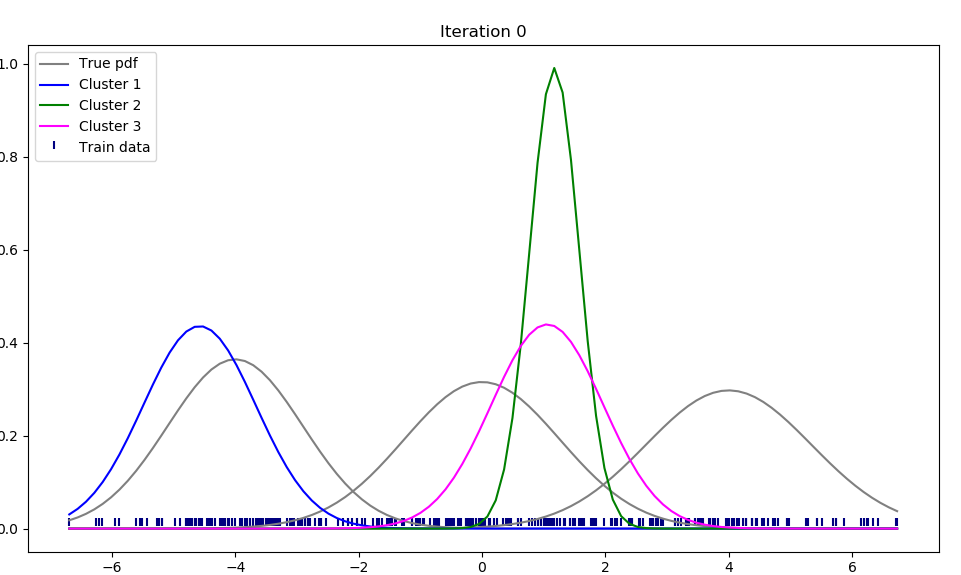 Iteration 0
True pdf
Cluster 1
Cluster 2
Cluster 3
Train data
1.0
0.8
0.6
0.4
0.2
0.0
−6 −4 −2 0 2 4 6